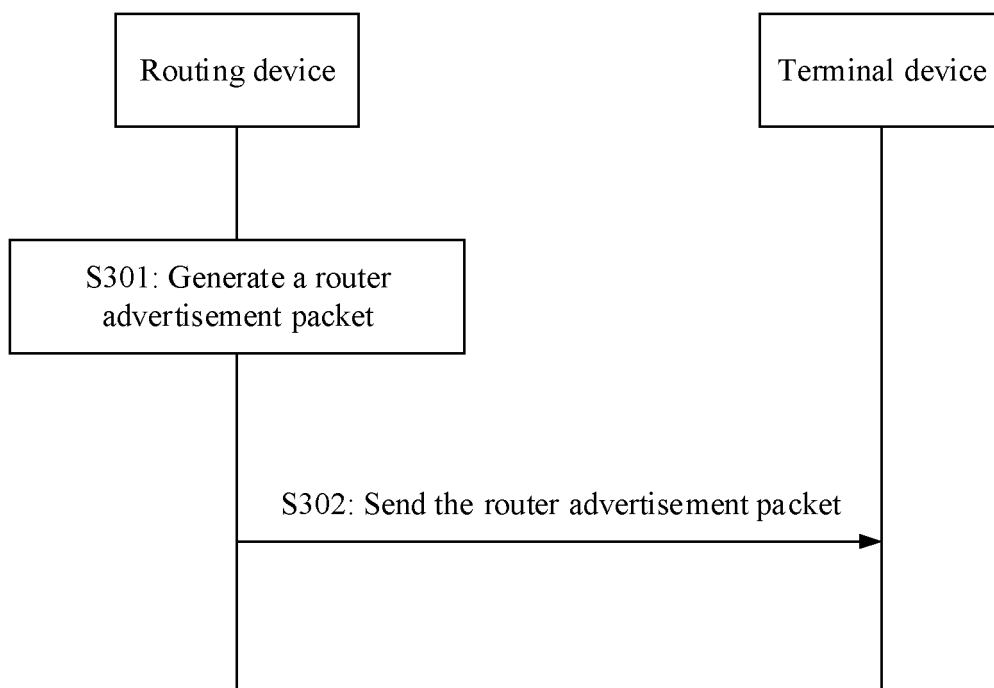 Routing device
Terminal device
S301: Generate a router
advertisement packet
S302: Send the router advertisement packet